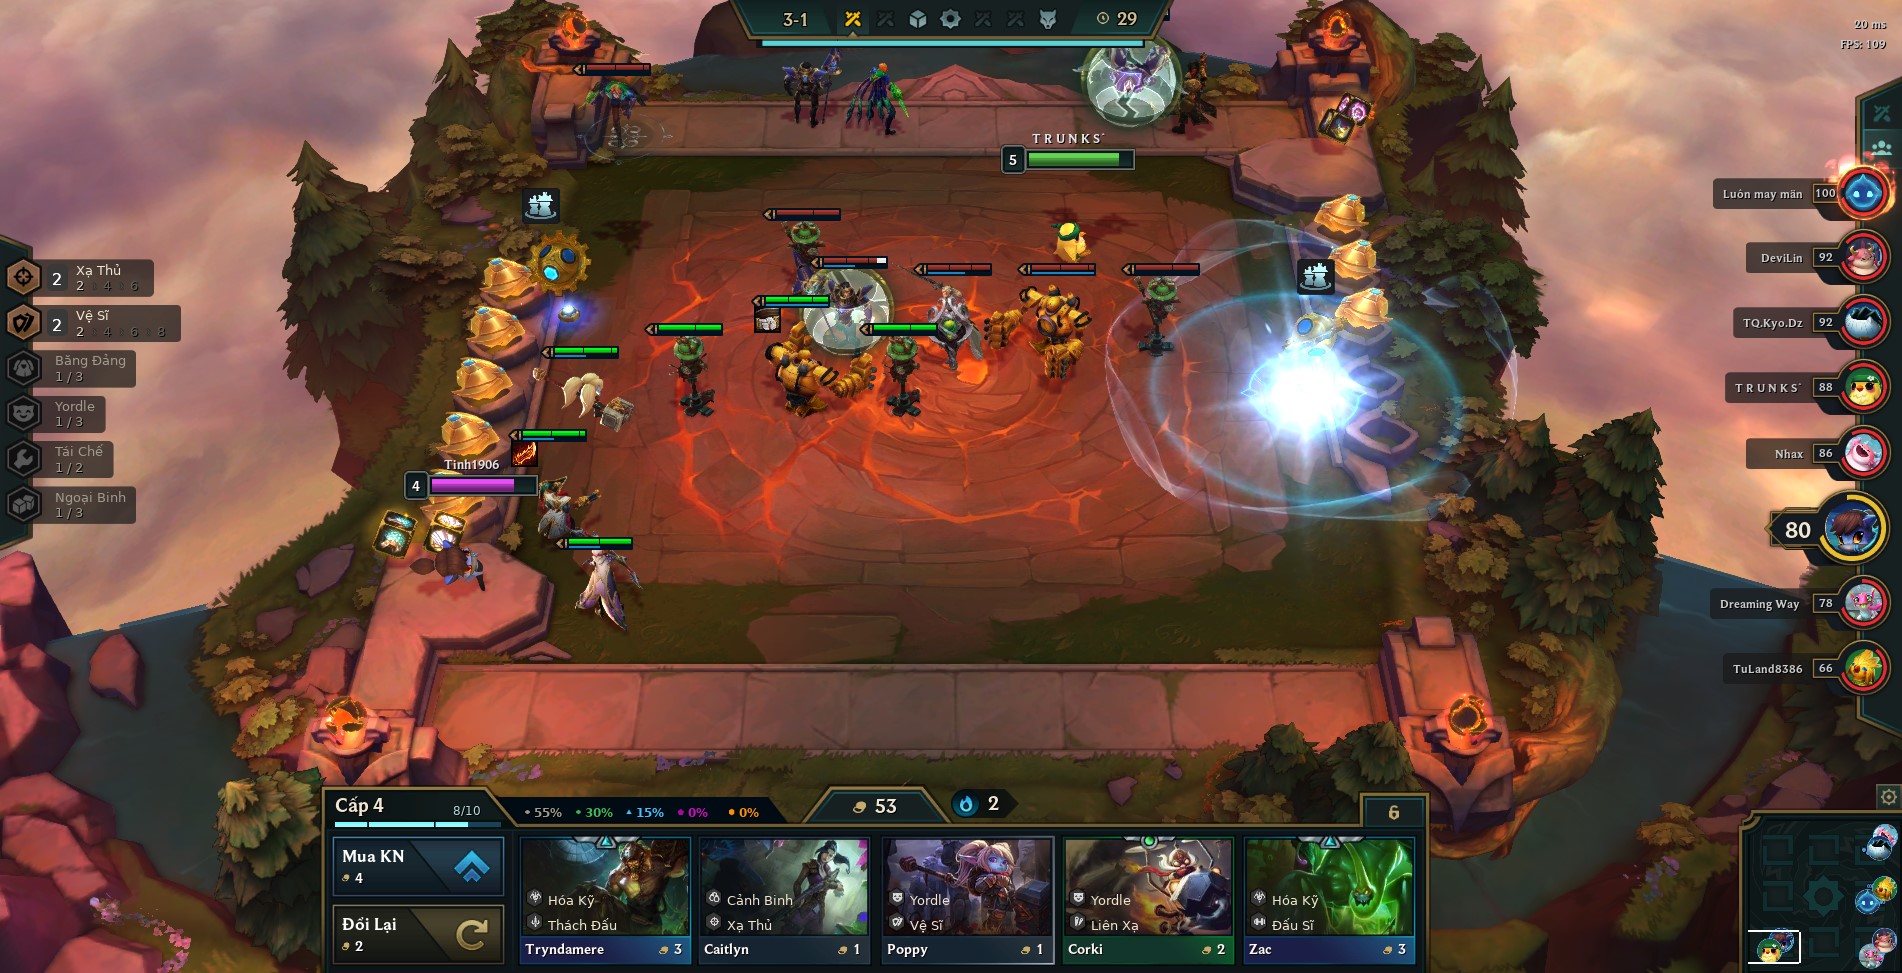 3-1
29
20 ms
FPS: 109
TRUNKS*
5
2 Xạ Thủ
2 4 6
2 Vệ Sĩ
2 4 6 8
Băng Đảng
1 / 3
Yordle
1 / 3
Tái Chế
1 / 2
Ngoại Binh
1 / 3
Tinh1906
4
Luôn may mãn 100
DeviLin 92
TQ.Kyo.Dz 92
TRUNKS* 88
Nhax 86
80
Dreaming Way 78
TuLand8386 66
Cấp 4 8/10
55% 30% 15% 0% 0%
53
2
6
Mua KN
4
Đổi Lại
2
Hóa Kỹ
Thách Đấu
Tryndamere 3
Cảnh Binh
Xạ Thủ
Caitlyn 1
Yordle
Vệ Sĩ
Poppy 1
Yordle
Liên Xạ
Corki 2
Hóa Kỹ
Đấu Sĩ
Zac 3